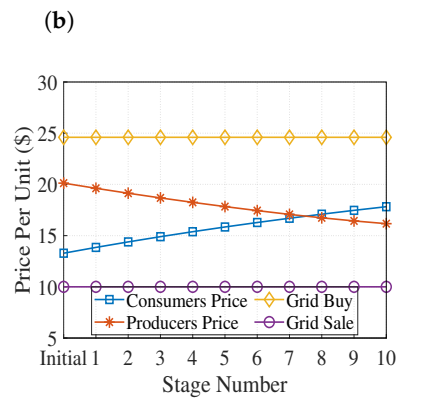 (b)
30
25
20
15
10
5
Price Per Unit ($)
Consumers Price
Grid Buy
Producers Price
Grid Sale
Initial 1 2 3 4 5 6 7 8 9 10
Stage Number